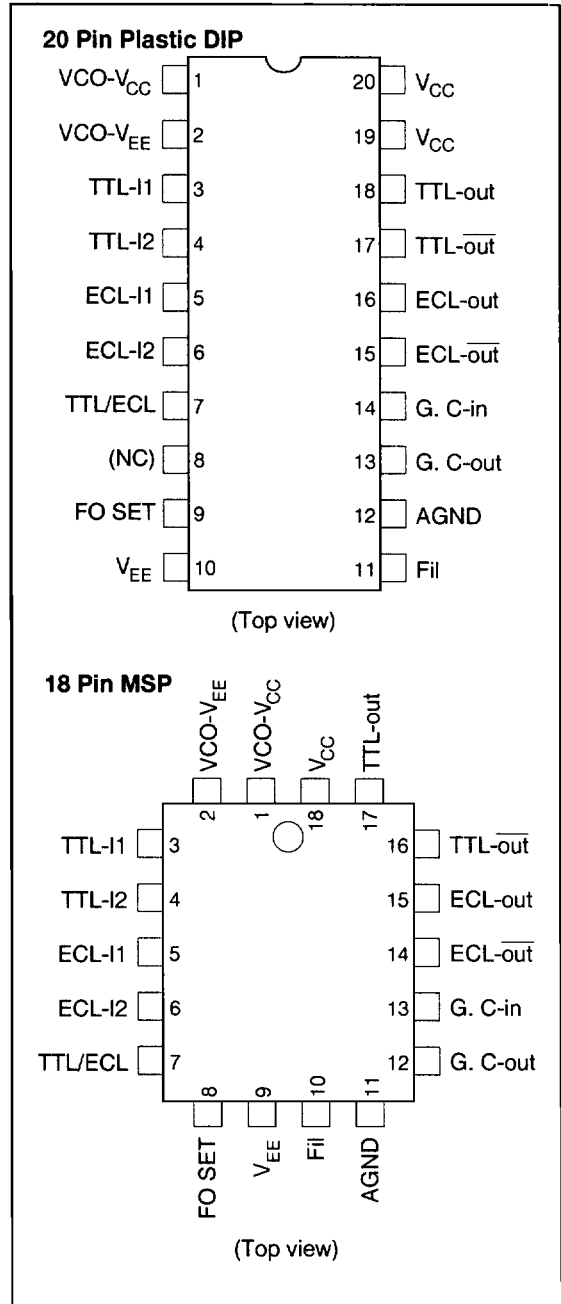 20 Pin Plastic DIP
VCO-VCC 1 20 VCC
VCO-VEE 2 19 VCC
TTL-I1 3 18 TTL-out
TTL-I2 4 17 TTL-o̅u̅t̅
ECL-I1 5 16 ECL-out
ECL-I2 6 15 ECL-o̅u̅t̅
TTL/ECL 7 14 G. C-in
(NC) 8 13 G. C-out
FO SET 9 12 AGND
VEE 10 11 Fil
(Top view)
18 Pin MSP
VCO-VEE VCO-VCC VCC TTL-out
2 1 18 17
TTL-I1 3 16 TTL-o̅u̅t̅
TTL-I2 4 15 ECL-out
ECL-I1 5 14 ECL-o̅u̅t̅
ECL-I2 6 13 G. C-in
TTL/ECL 7 12 G. C-out
8 9 10 11
FO SET VEE Fil AGND
(Top view)